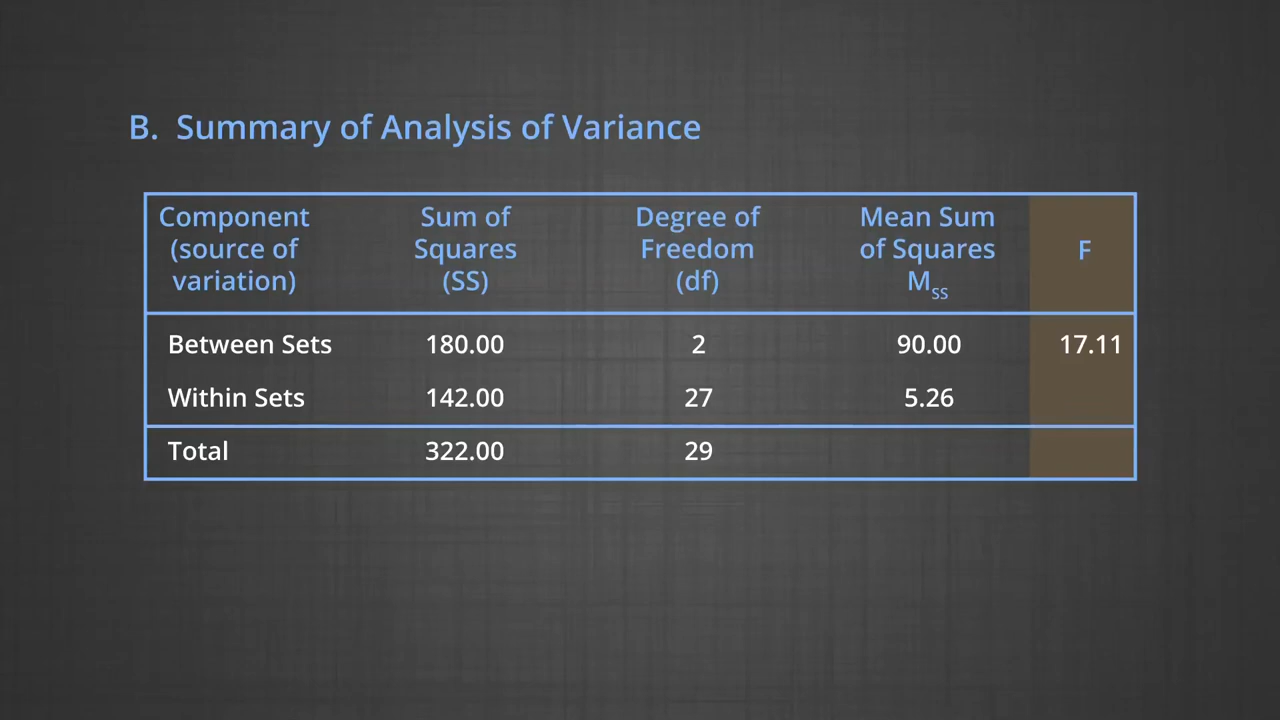 B. Summary of Analysis of Variance
Component (source of variation) Sum of Squares (SS) Degree of Freedom (df) Mean Sum of Squares Mss F
Between Sets 180.00 2 90.00 17.11
Within Sets 142.00 27 5.26
Total 322.00 29